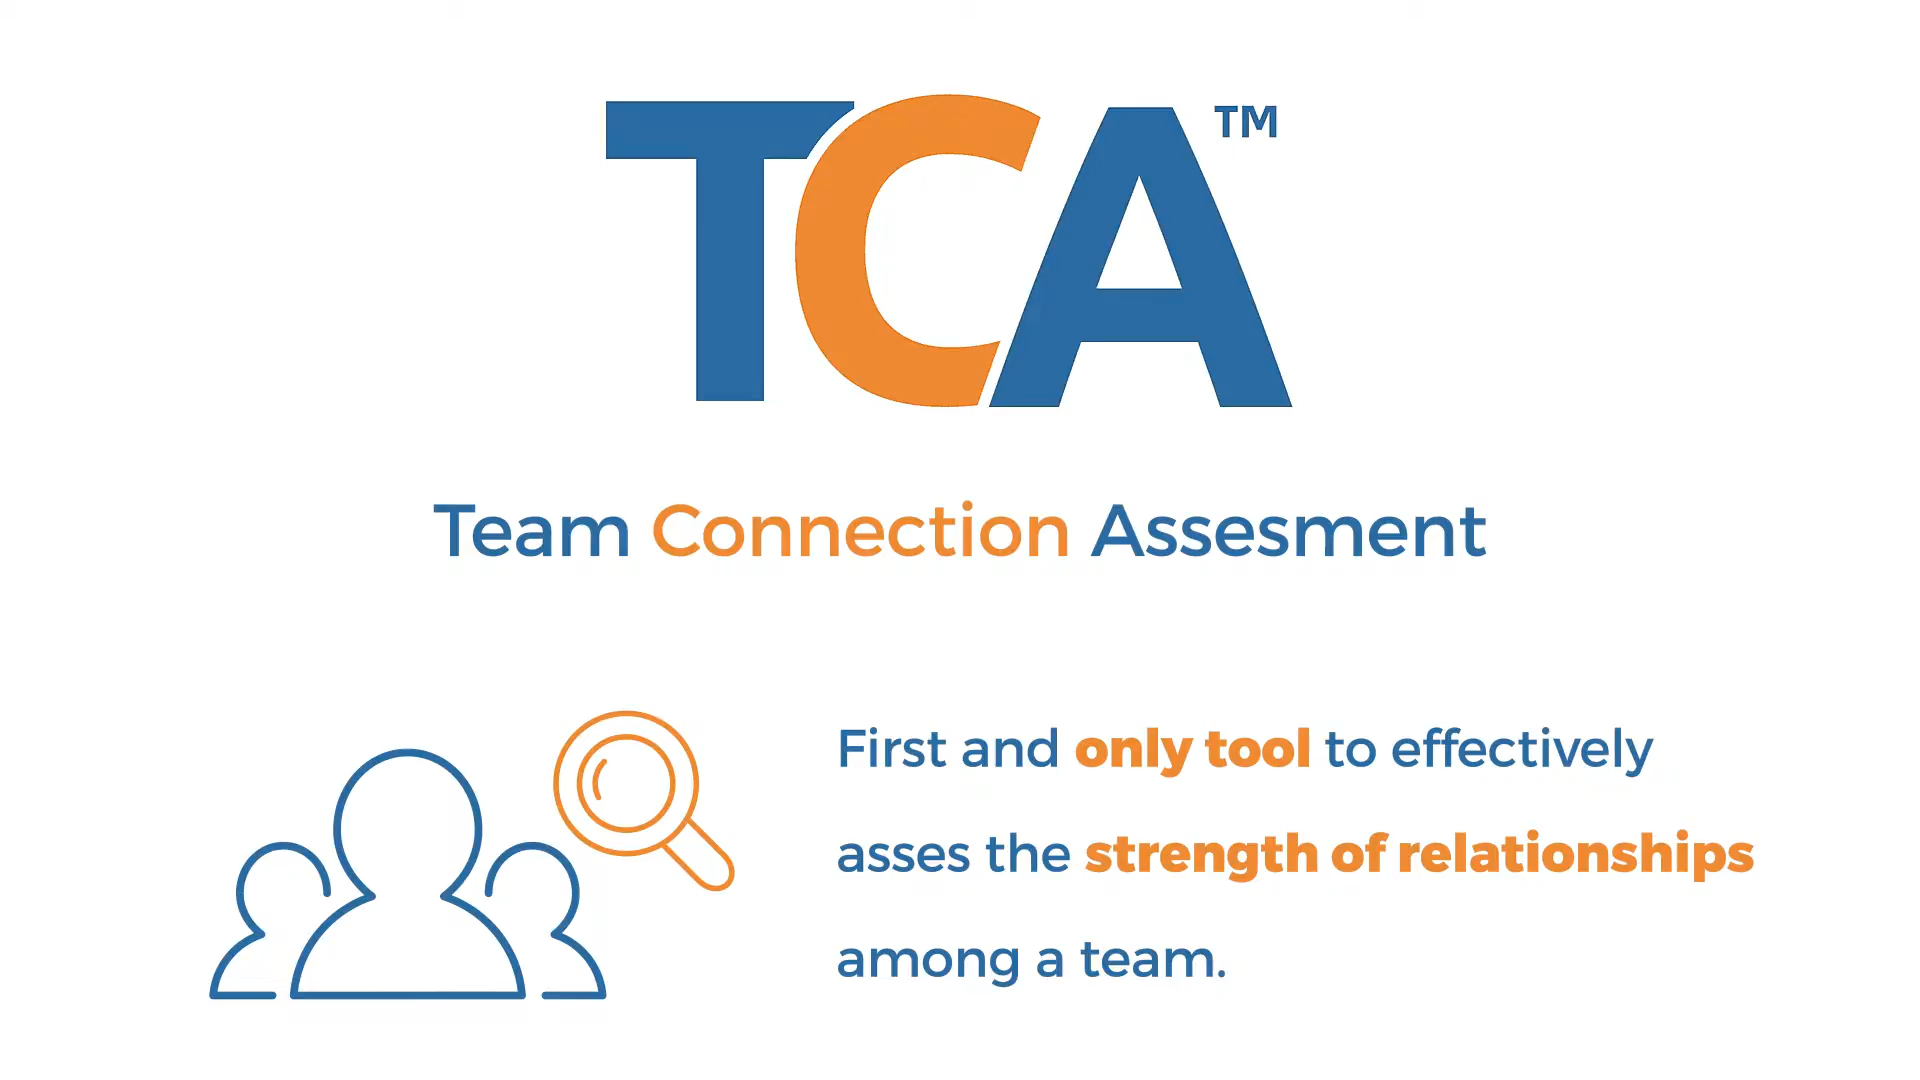 TCA™
Team Connection Assesment
First and only tool to effectively
asses the strength of relationships
among a team.